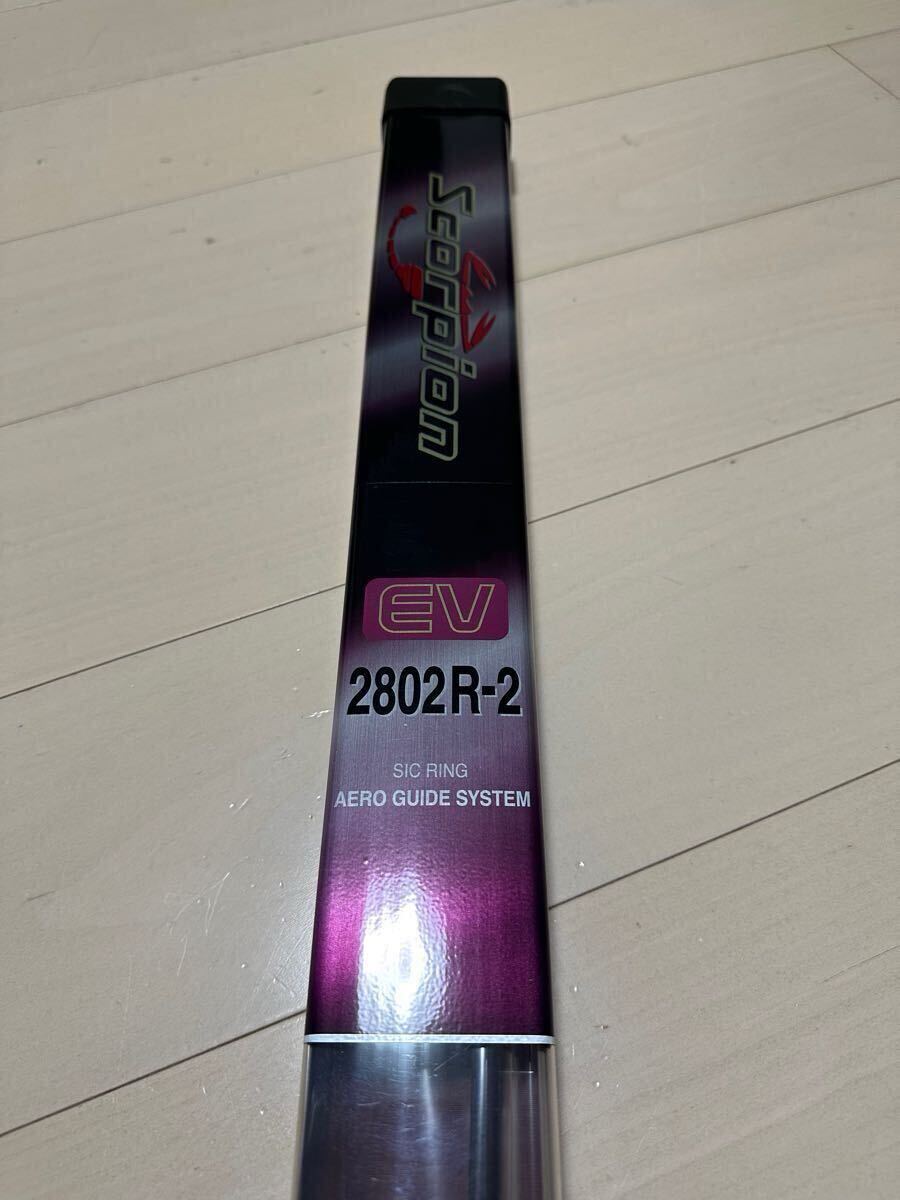 Scorpion
EV
2802R-2
SIC RING
AERO GUIDE SYSTEM